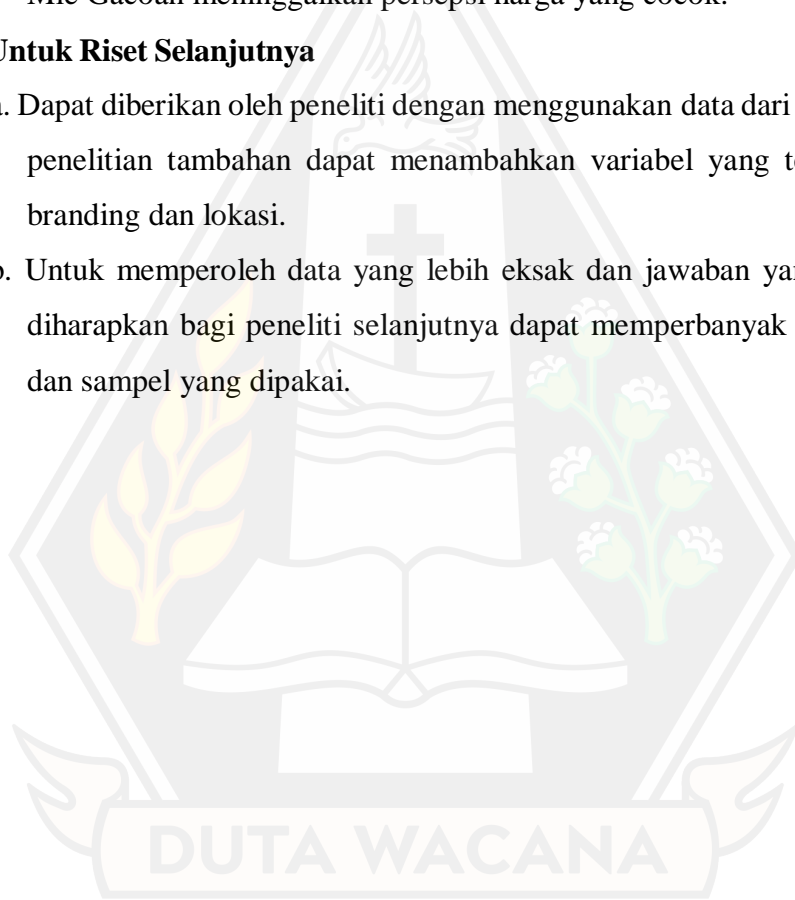 Mie Gacoan meninggalkan persepsi harga yang cocok.
Untuk Riset Selanjutnya
a. Dapat diberikan oleh peneliti dengan menggunakan data dari
penelitian tambahan dapat menambahkan variabel yang
branding dan lokasi.
b. Untuk memperoleh data yang lebih eksak dan jawaban
diharapkan bagi peneliti selanjutnya dapat memperbanyak
dan sampel yang dipakai.
DUTA WACANA